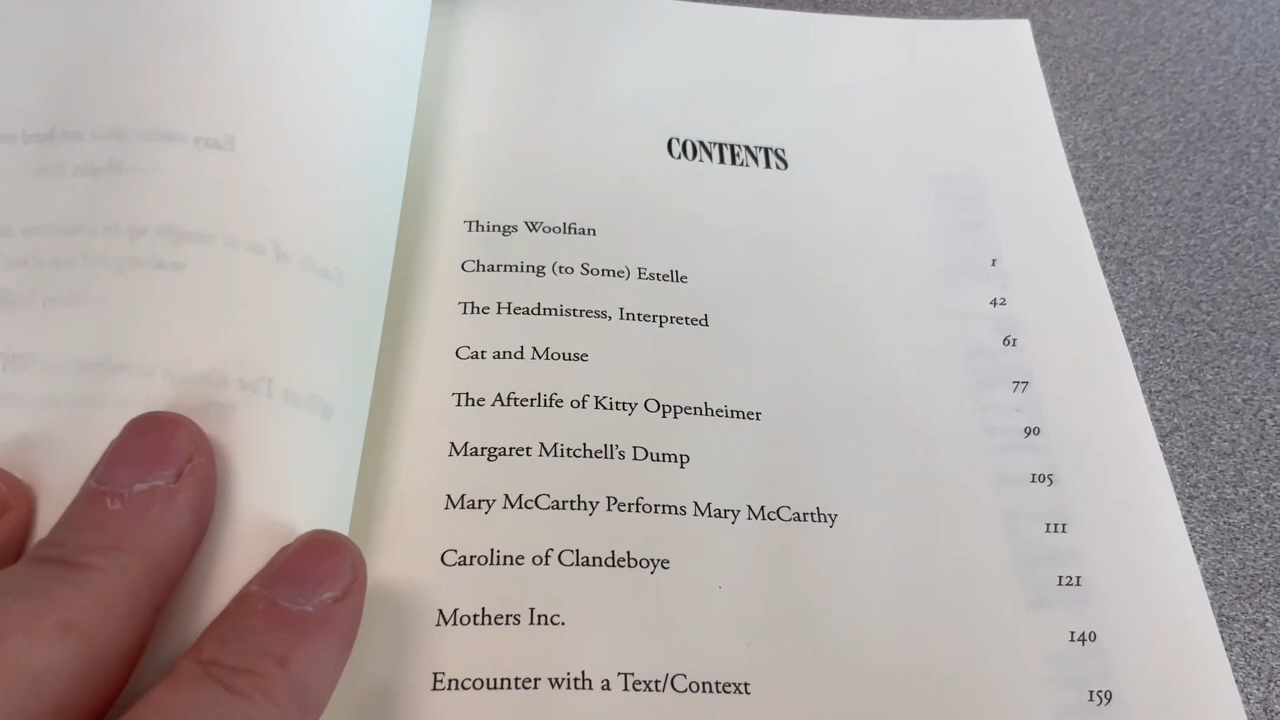 CONTENTS
Things Woolfian 1
Charming (to Some) Estelle 42
The Headmistress, Interpreted 61
Cat and Mouse 77
The Afterlife of Kitty Oppenheimer 90
Margaret Mitchell's Dump 105
Mary McCarthy Performs Mary McCarthy 111
Caroline of Clandeboye 121
Mothers Inc. 140
Encounter with a Text/Context 159